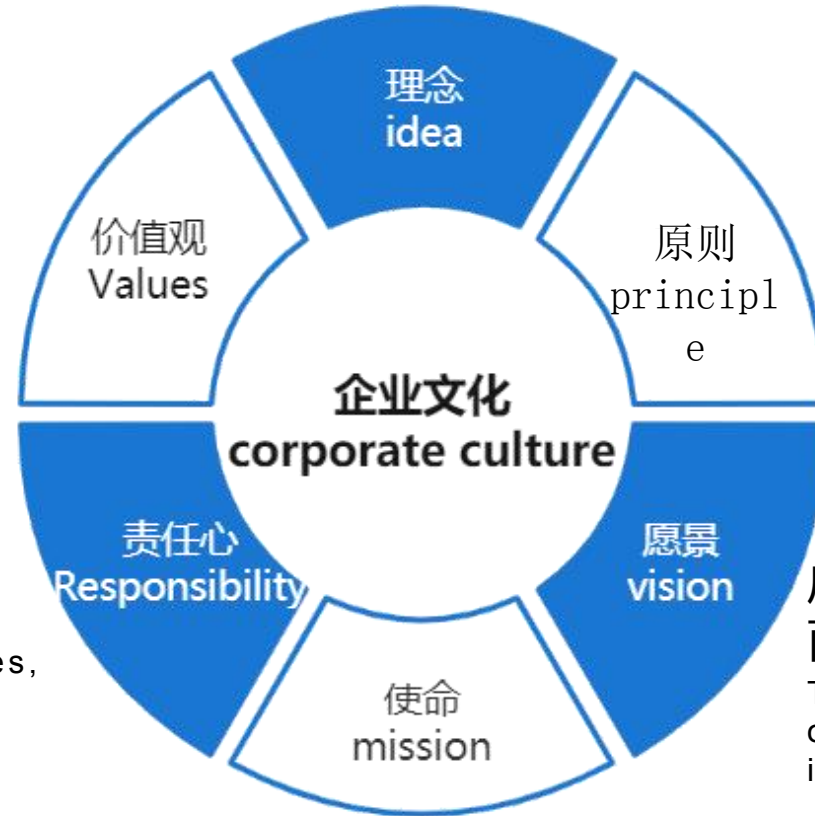 理念
idea
价值观
Values
原则
principl
e
企业文化
corporate culture
责任心
Responsibility
愿景
vision
使命
mission
es,